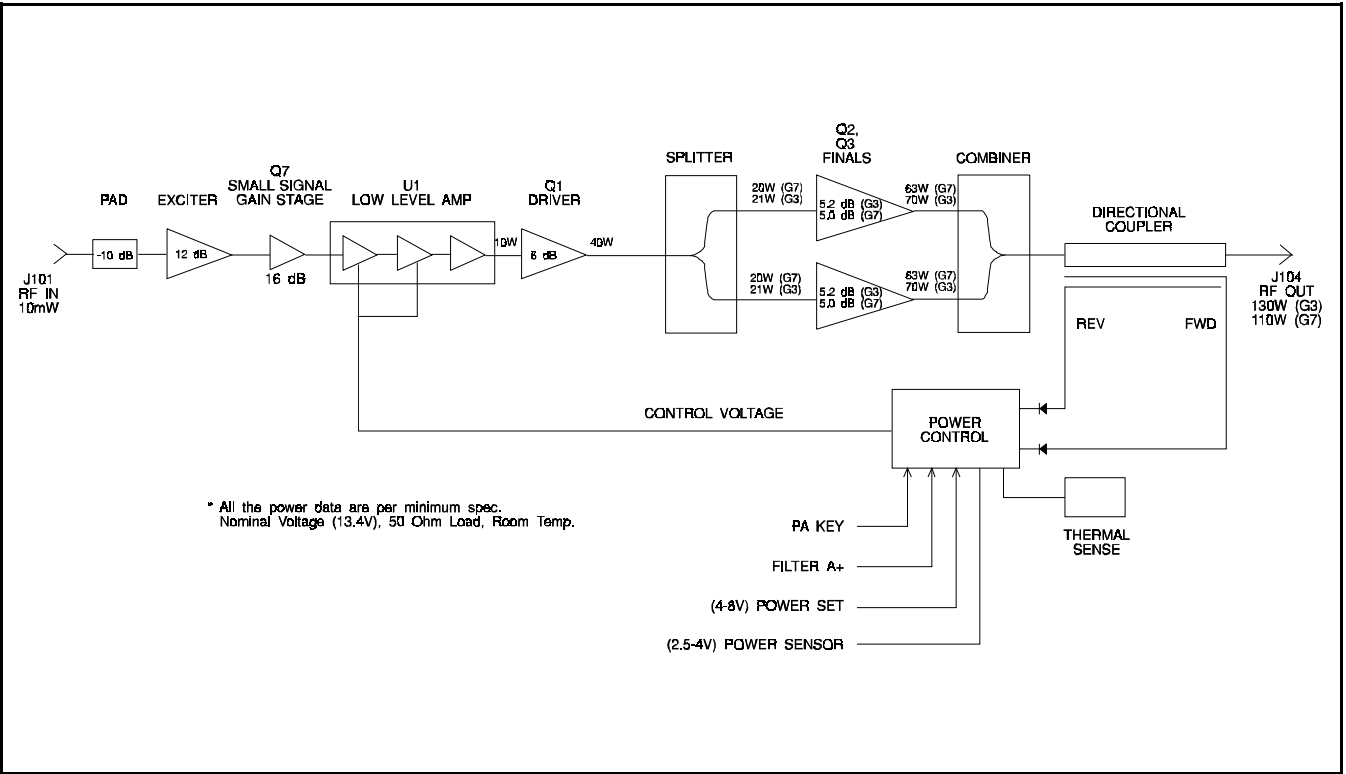 Q2,
Q3
FINALS
SPLITTER
COMBINER
Q7
SMALL SIGNAL
GAIN STAGE
U1
LOW LEVEL AMP
Q1
DRIVER
PAD
EXCITER
20W (G7)
21W (G3)
5.2 dB (G3)
5.0 dB (G7)
63W (G7)
70W (G3)
DIRECTIONAL
COUPLER
-10 dB
12 dB
16 dB
10W
6 dB
40W
J101
RF IN
10mW
20W (G7)
21W (G3)
5.2 dB (G3)
5.0 dB (G7)
63W (G7)
70W (G3)
J104
RF OUT
130W (G3)
110W (G7)
REV
FWD
CONTROL VOLTAGE
POWER
CONTROL
* All the power data are per minimum spec.
Nominal Voltage (13.4V), 50 Ohm Load, Room Temp.
THERMAL
SENSE
PA KEY
FILTER A+
(4-8V) POWER SET
(2.5-4V) POWER SENSOR